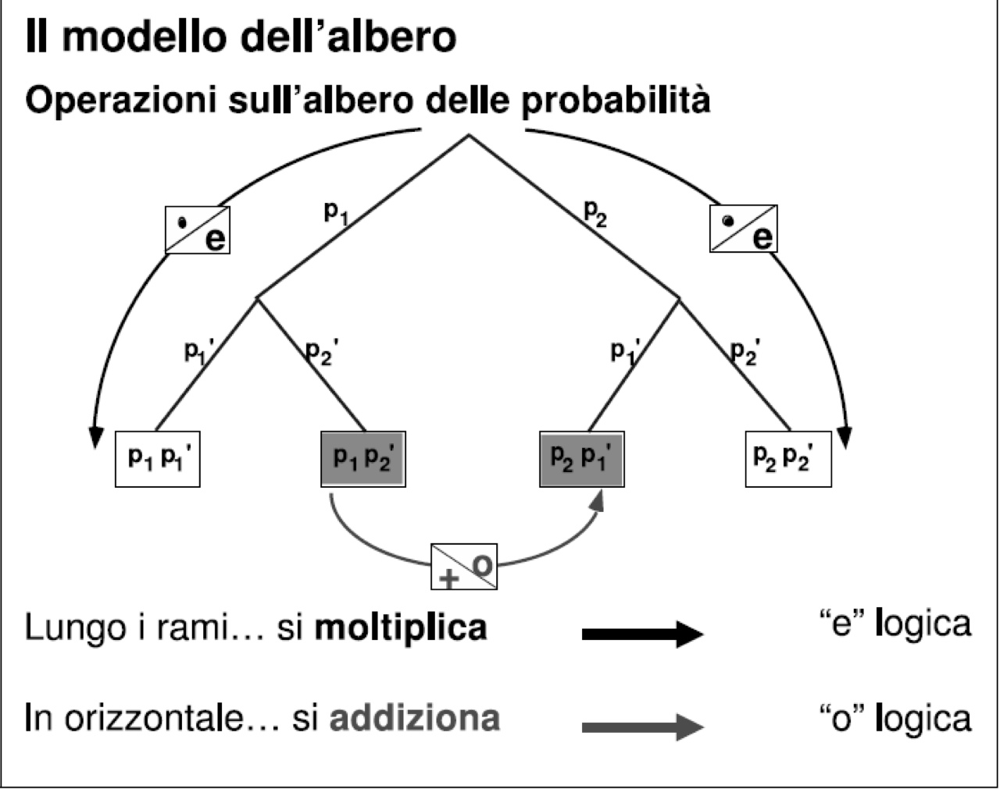 Il modello dell'albero
Operazioni sull'albero delle probabilità
p1 p2
• e • e
p1' p2' p1' p2'
p1 p1' p1 p2' p2 p1' p2 p2'
+ o
Lungo i rami… si moltiplica “e” logica
In orizzontale… si addiziona “o” logica